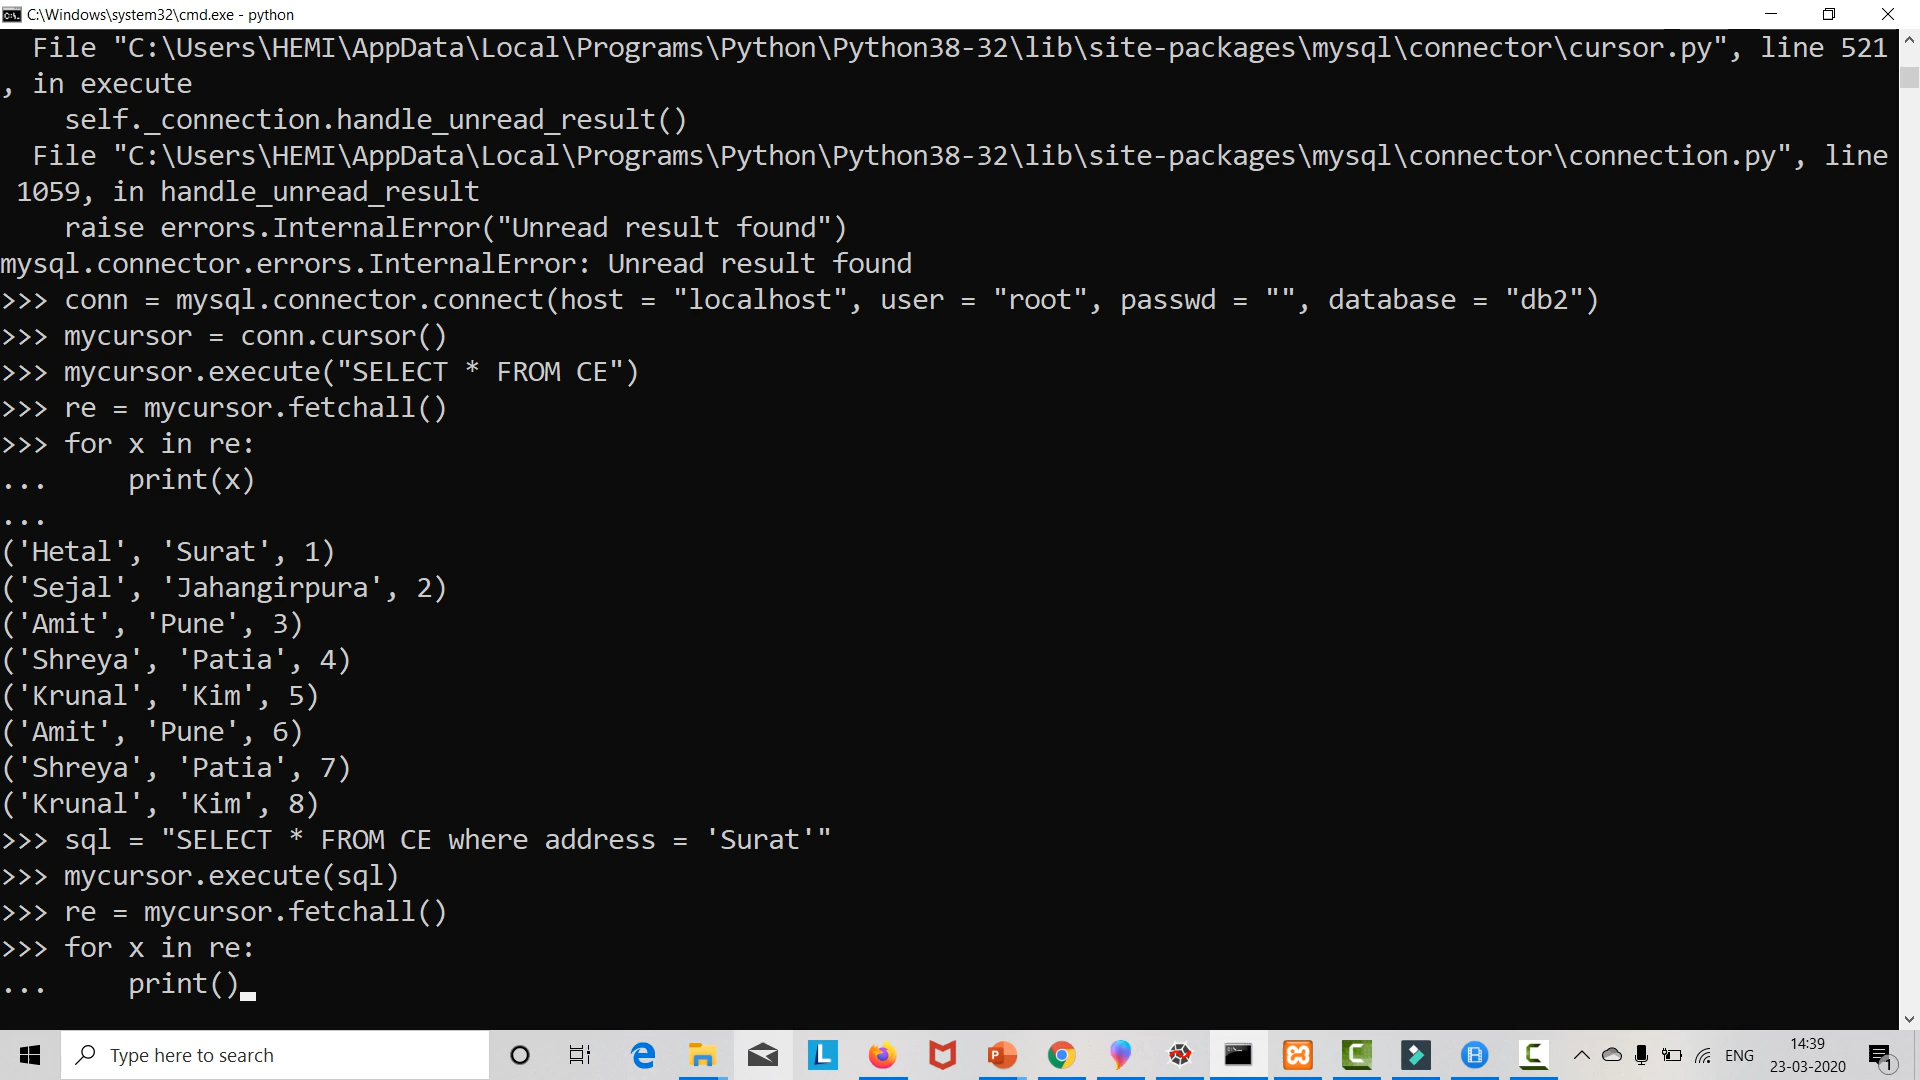 C:\Windows\system32\cmd.exe - python
File "C:\Users\HEMI\AppData\Local\Programs\Python\Python38-32\lib\site-packages\mysql\connector\cursor.py", line 521
, in execute
self._connection.handle_unread_result()
File "C:\Users\HEMI\AppData\Local\Programs\Python\Python38-32\lib\site-packages\mysql\connector\connection.py", line
1059, in handle_unread_result
raise errors.InternalError("Unread result found")
mysql.connector.errors.InternalError: Unread result found
>>> conn = mysql.connector.connect(host = "localhost", user = "root", passwd = "", database = "db2")
>>> mycursor = conn.cursor()
>>> mycursor.execute("SELECT * FROM CE")
>>> re = mycursor.fetchall()
>>> for x in re:
...     print(x)
...
('Hetal', 'Surat', 1)
('Sejal', 'Jahangirpura', 2)
('Amit', 'Pune', 3)
('Shreya', 'Patia', 4)
('Krunal', 'Kim', 5)
('Amit', 'Pune', 6)
('Shreya', 'Patia', 7)
('Krunal', 'Kim', 8)
>>> sql = "SELECT * FROM CE where address = 'Surat'"
>>> mycursor.execute(sql)
>>> re = mycursor.fetchall()
>>> for x in re:
...     print()
Type here to search
ENG
14:39
23-03-2020
1